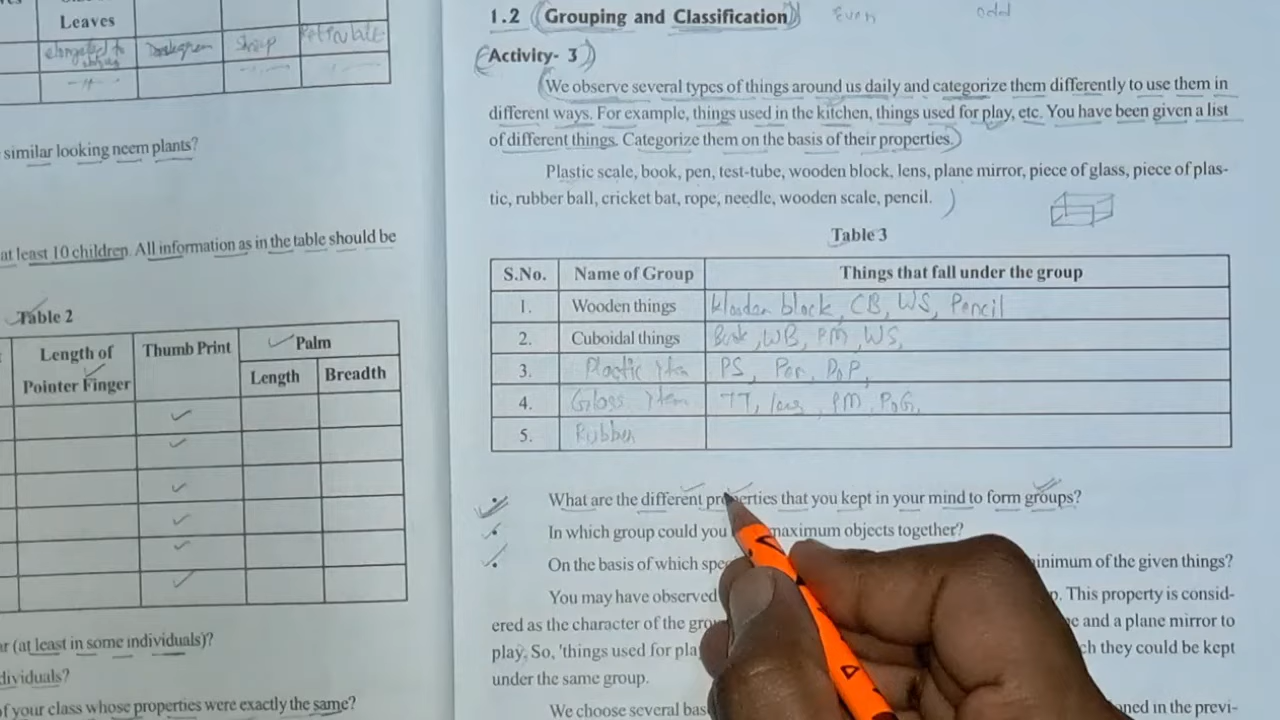 Leaves
elongated to
Darkgreen
Sharp
Reticulate
similar looking neem plants?
at least 10 children. All information as in the table should be
Table 2
Length of
Pointer Finger
Thumb Print
Palm
Length
Breadth
r (at least in some individuals)?
dividuals?
of your class whose properties were exactly the same?
1.2 Grouping and Classification Even odd
Activity- 3
We observe several types of things around us daily and categorize them differently to use them in
different ways. For example, things used in the kitchen, things used for play, etc. You have been given a list
of different things. Categorize them on the basis of their properties.
Plastic scale, book, pen, test-tube, wooden block, lens, plane mirror, piece of glass, piece of plas-
tic, rubber ball, cricket bat, rope, needle, wooden scale, pencil.
Table 3
S.No. Name of Group Things that fall under the group
1. Wooden things Wooden block, CB, WS, Pencil
2. Cuboidal things Book, WB, PM, WS,
3. Plastic item PS, Pen, PoP,
4. Glass item TT, lens, PM, PoG,
5. Rubber
What are the different properties that you kept in your mind to form groups?
In which group could you maximum objects together?
On the basis of which spe inimum of the given things?
You may have observed p. This property is consid-
ered as the character of the grou e and a plane mirror to
play. So, 'things used for pla ch they could be kept
under the same group.
We choose several bas oned in the previ-